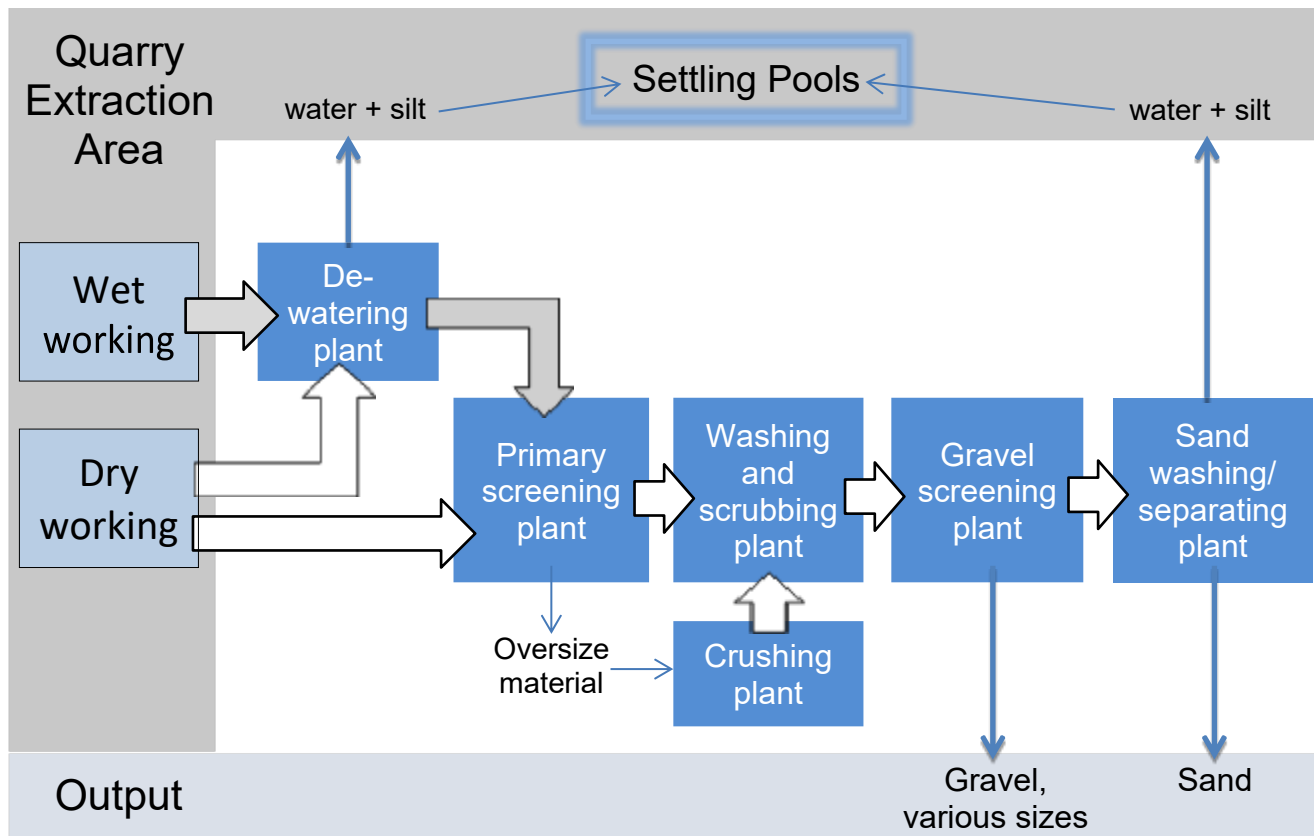 Quarry
Extraction
Area
Settling Pools
water + silt
water + silt
Wet
working
De-
watering
plant
Dry
working
Primary
screening
plant
Washing
and
scrubbing
plant
Gravel
screening
plant
Sand
washing/
separating
plant
Oversize
material
Crushing
plant
Output
Gravel,
various sizes
Sand